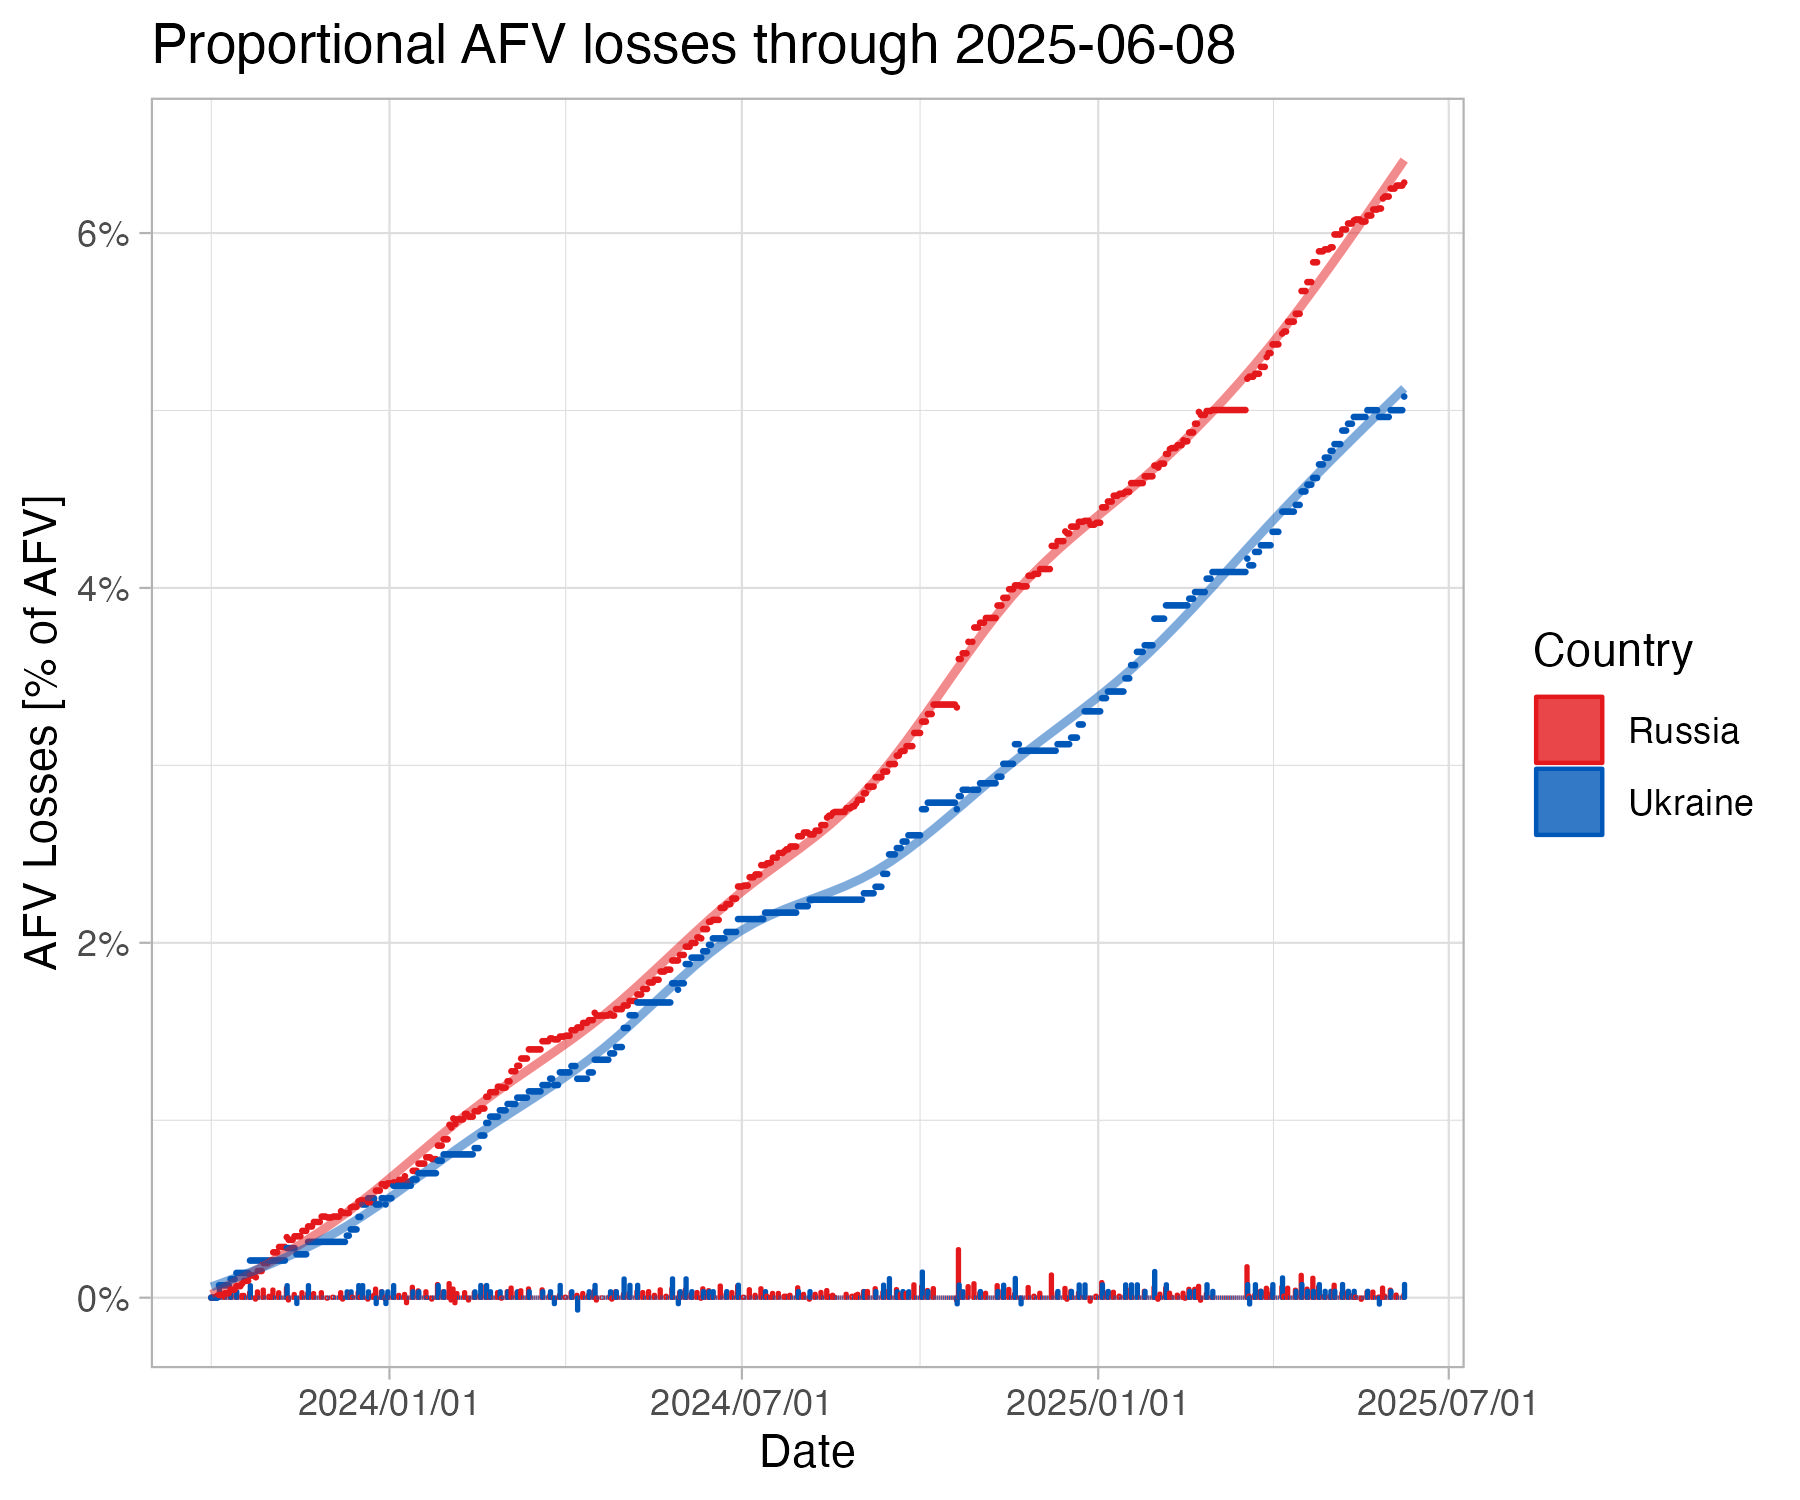 Proportional AFV losses through 2025-06-08
AFV Losses [% of AFV]
6%
4%
2%
0%
2024/01/01
2024/07/01
2025/01/01
2025/07/01
Date
Country
Russia
Ukraine